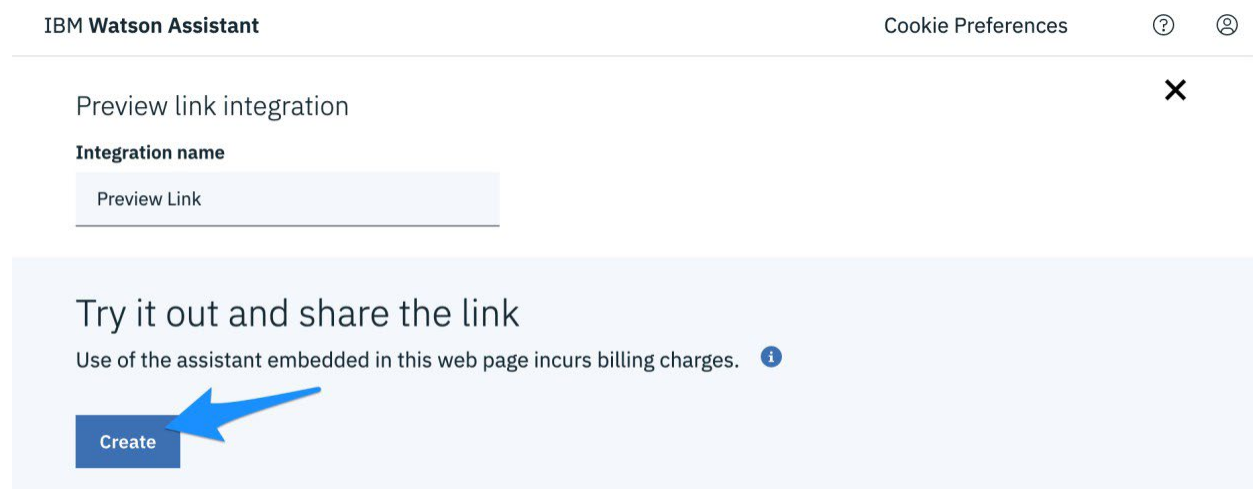 IBM Watson Assistant Cookie Preferences
Preview link integration
Integration name
Preview Link
Try it out and share the link
Use of the assistant embedded in this web page incurs billing charges.
Create